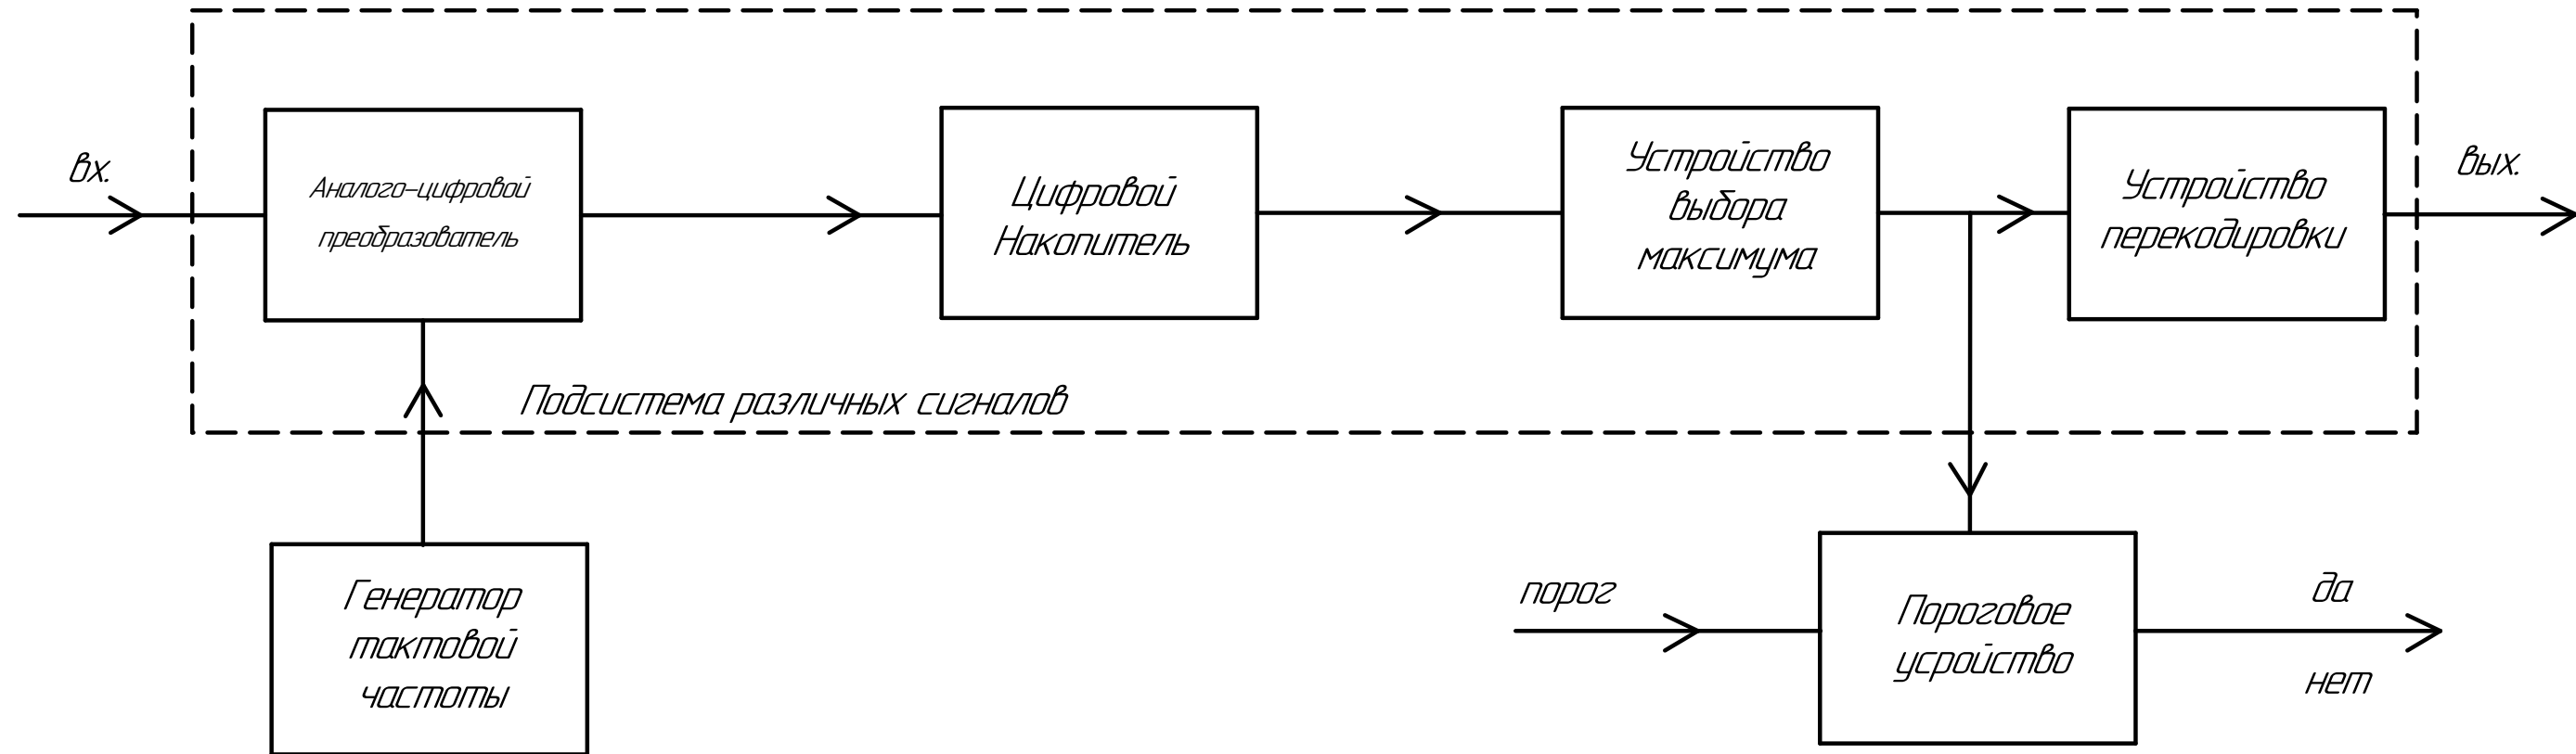 вх.
Аналого-цифровой
преобразователь
Цифровой
Накопитель
Устройство
выбора
максимума
Устройство
перекодировки
вых.
Подсистема различных сигналов
Генератор
тактовой
частоты
порог
Пороговое
усройство
да
нет